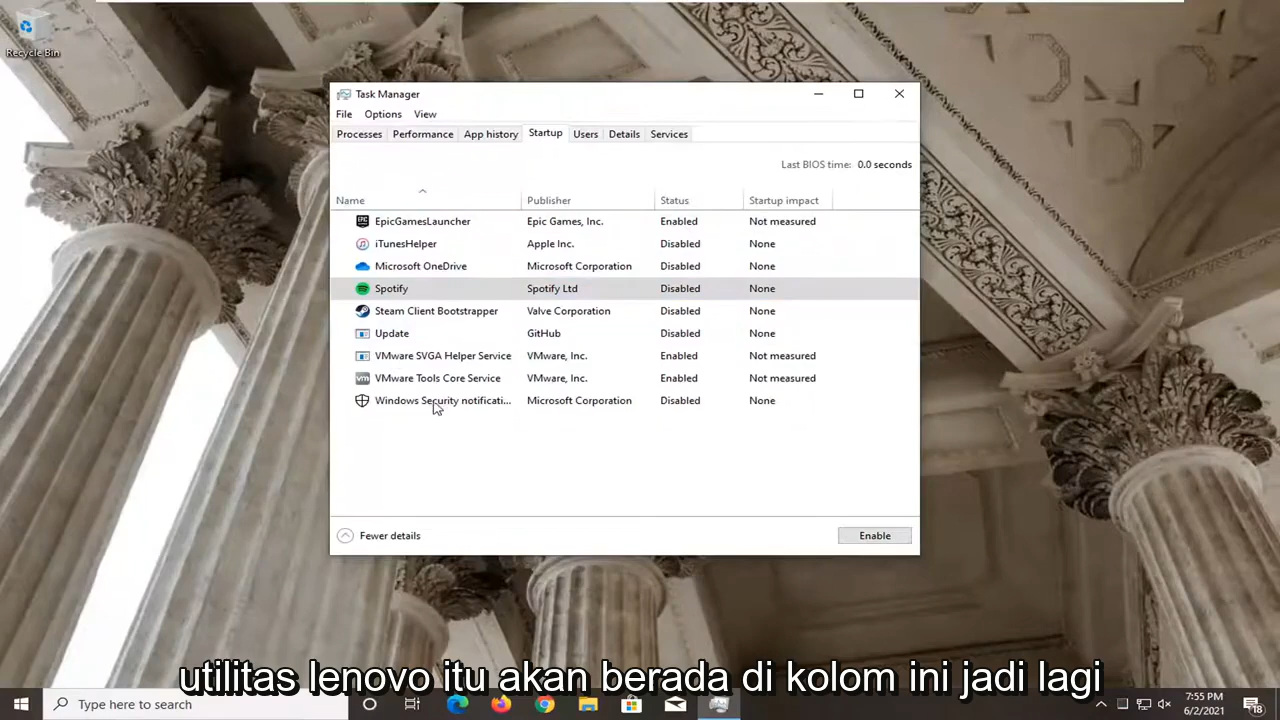 Recycle Bin
Task Manager
File Options View
Processes Performance App history Startup Users Details Services
Last BIOS time: 0.0 seconds
Name Publisher Status Startup impact
EpicGamesLauncher Epic Games, Inc. Enabled Not measured
iTunesHelper Apple Inc. Disabled None
Microsoft OneDrive Microsoft Corporation Disabled None
Spotify Spotify Ltd Disabled None
Steam Client Bootstrapper Valve Corporation Disabled None
Update GitHub Disabled None
VMware SVGA Helper Service VMware, Inc. Enabled Not measured
vm VMware Tools Core Service VMware, Inc. Enabled Not measured
Windows Security notificati... Microsoft Corporation Disabled None
Fewer details Enable
utilitas lenovo itu akan berada di kolom ini jadi lagi
Type here to search
7:55 PM
6/2/2021
18